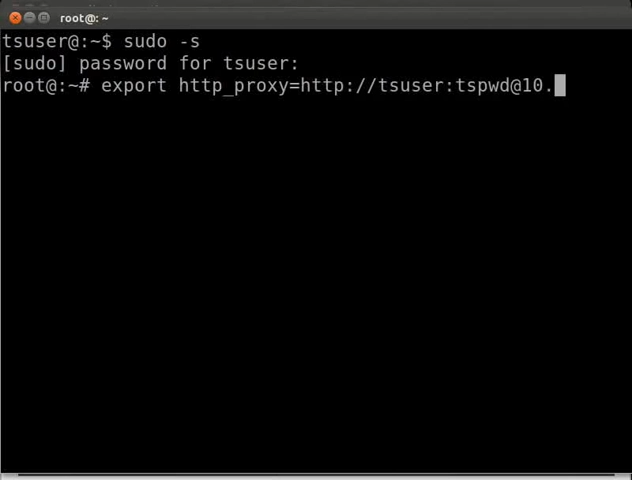 root@: ~
tsuser@:~$ sudo -s
[sudo] password for tsuser:
root@:~# export http_proxy=http://tsuser:tspwd@10.